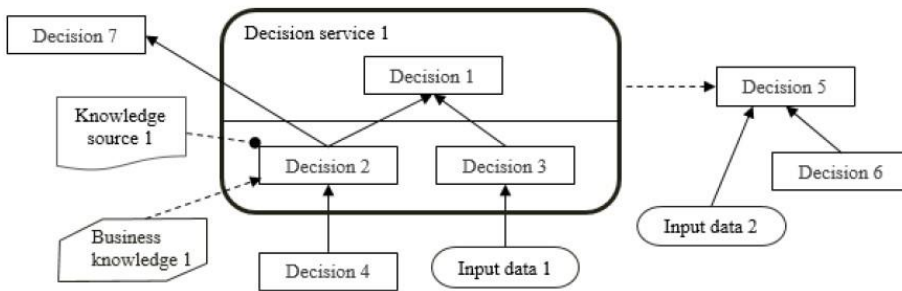 Decision 7
Decision service 1
Decision 1
Decision 5
Knowledge
source 1
Decision 2
Decision 3
Decision 6
Business
knowledge 1
Input data 2
Decision 4
Input data 1